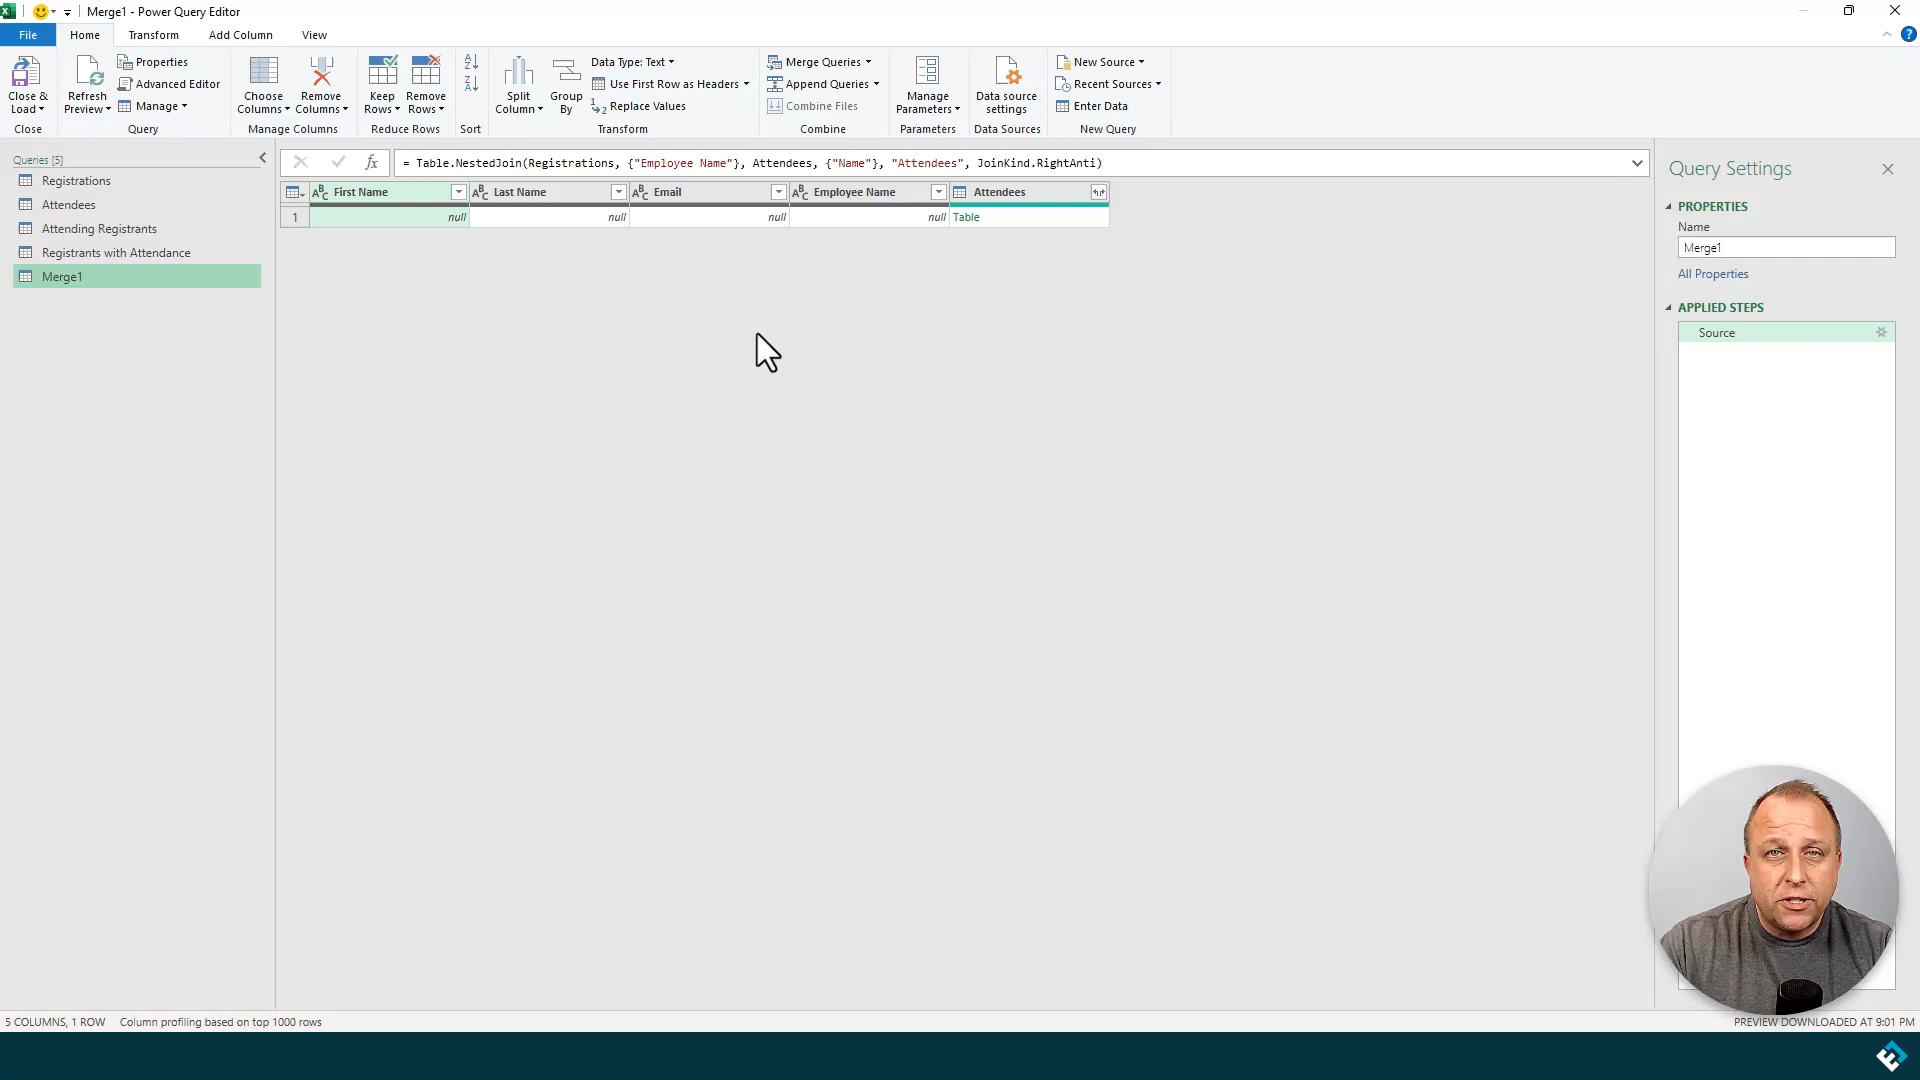 Merge1 - Power Query Editor
File Home Transform Add Column View
Close & Load
Close
Refresh Preview
Properties
Advanced Editor
Manage
Query
Choose Columns
Remove Columns
Manage Columns
Keep Rows
Remove Rows
Reduce Rows
Sort
Split Column
Group By
Data Type: Text
Use First Row as Headers
Replace Values
Transform
Merge Queries
Append Queries
Combine Files
Combine
Manage Parameters
Parameters
Data source settings
Data Sources
New Source
Recent Sources
Enter Data
New Query
Queries [5]
Registrations
Attendees
Attending Registrants
Registrants with Attendance
Merge1
= Table.NestedJoin(Registrations, {"Employee Name"}, Attendees, {"Name"}, "Attendees", JoinKind.RightAnti)
First Name Last Name Email Employee Name Attendees
1 null null null null Table
Query Settings
PROPERTIES
Name
Merge1
All Properties
APPLIED STEPS
Source
5 COLUMNS, 1 ROW Column profiling based on top 1000 rows
PREVIEW DOWNLOADED AT 9:01 PM